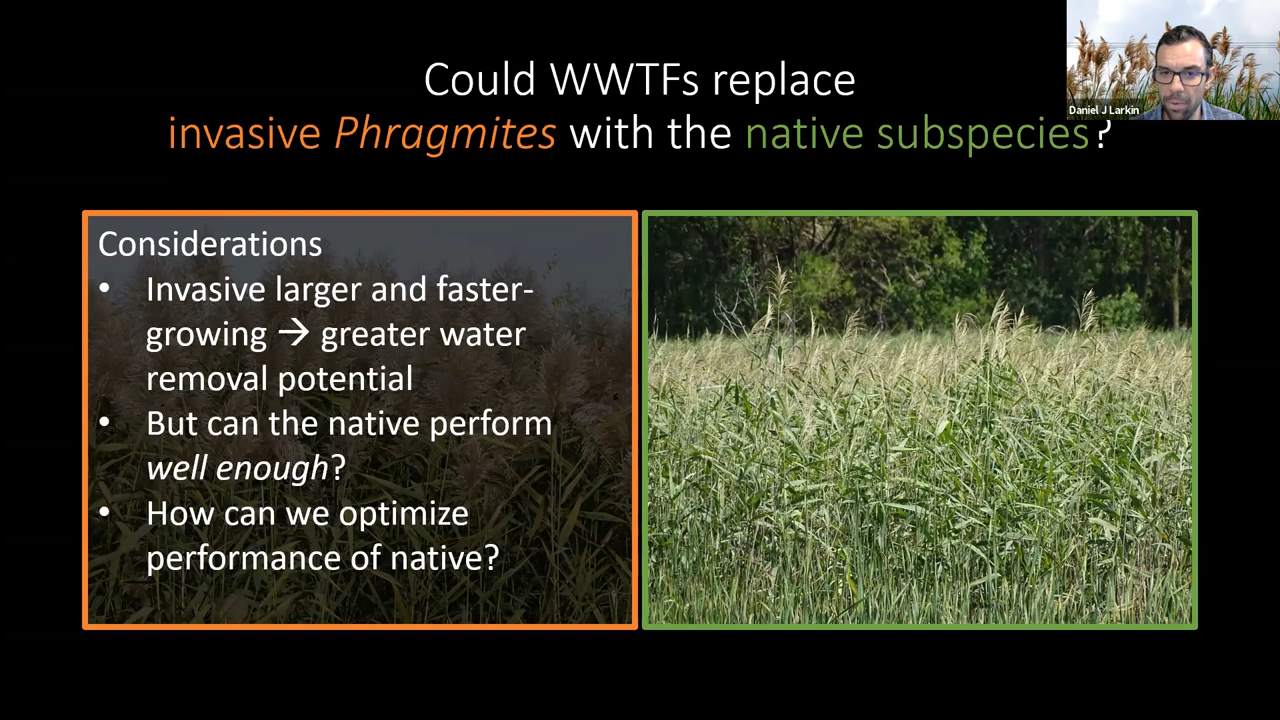 Could WWTFs replace
invasive Phragmites with the native subspecies?
Daniel J Larkin
Considerations
• Invasive larger and faster-
growing → greater water
removal potential
• But can the native perform
well enough?
• How can we optimize
performance of native?